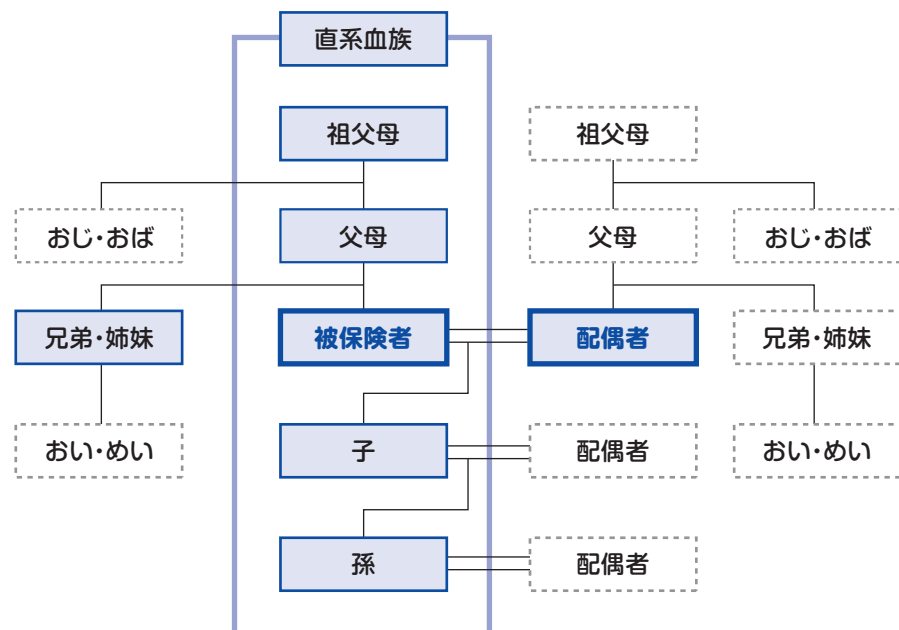 直系血族
祖父母
祖父母
おじ・おば
父母
父母
おじ・おば
兄弟・姉妹
被保険者
配偶者
兄弟・姉妹
おい・めい
子
配偶者
おい・めい
孫
配偶者